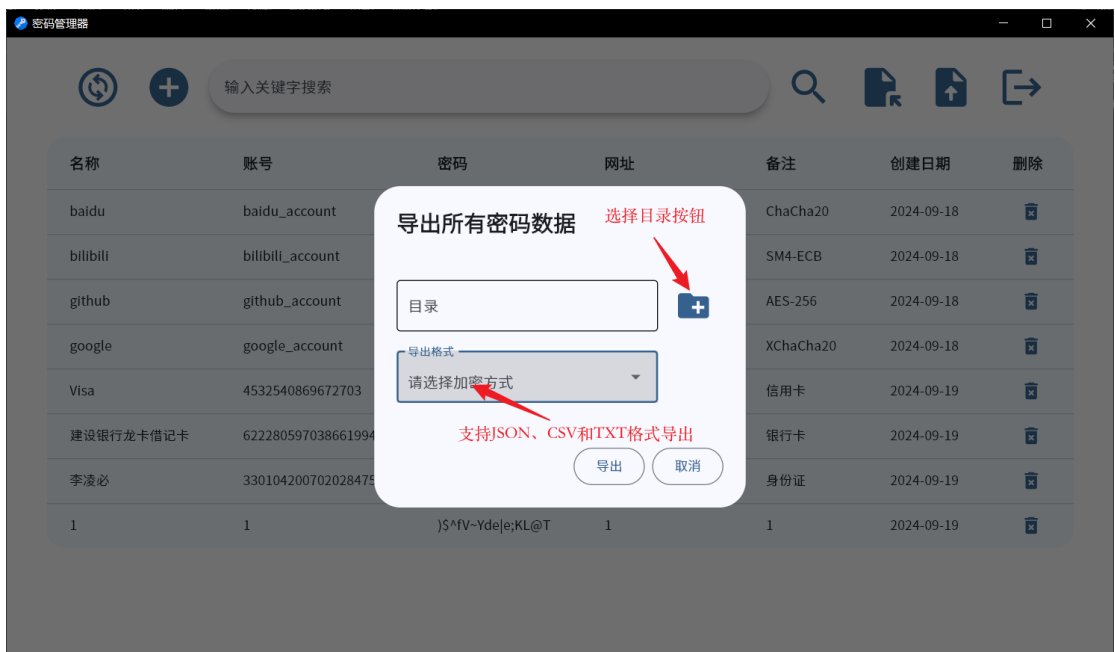 密码管理器
输入关键字搜索
名称 账号 密码 网址 备注 创建日期 删除
baidu baidu_account ChaCha20 2024-09-18
bilibili bilibili_account SM4-ECB 2024-09-18
github github_account AES-256 2024-09-18
google google_account XChaCha20 2024-09-18
Visa 4532540869672703 信用卡 2024-09-19
建设银行龙卡借记卡 622280597038661994 银行卡 2024-09-19
李凌必 330104200702028475 身份证 2024-09-19
1 1 )$^fV~Yde|e;KL@T 1 1 2024-09-19
导出所有密码数据
选择目录按钮
目录
导出格式
请选择加密方式
支持JSON、CSV和TXT格式导出
导出 取消